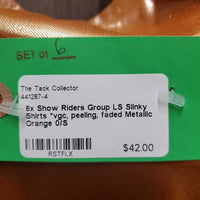 SET OF 6
The Tack Collector
441287-4
6x Show Riders Group LS Slinky
Shirts *vgc, peeling, faded Metallic
Orange 0/S
$42.00
RSTFLX